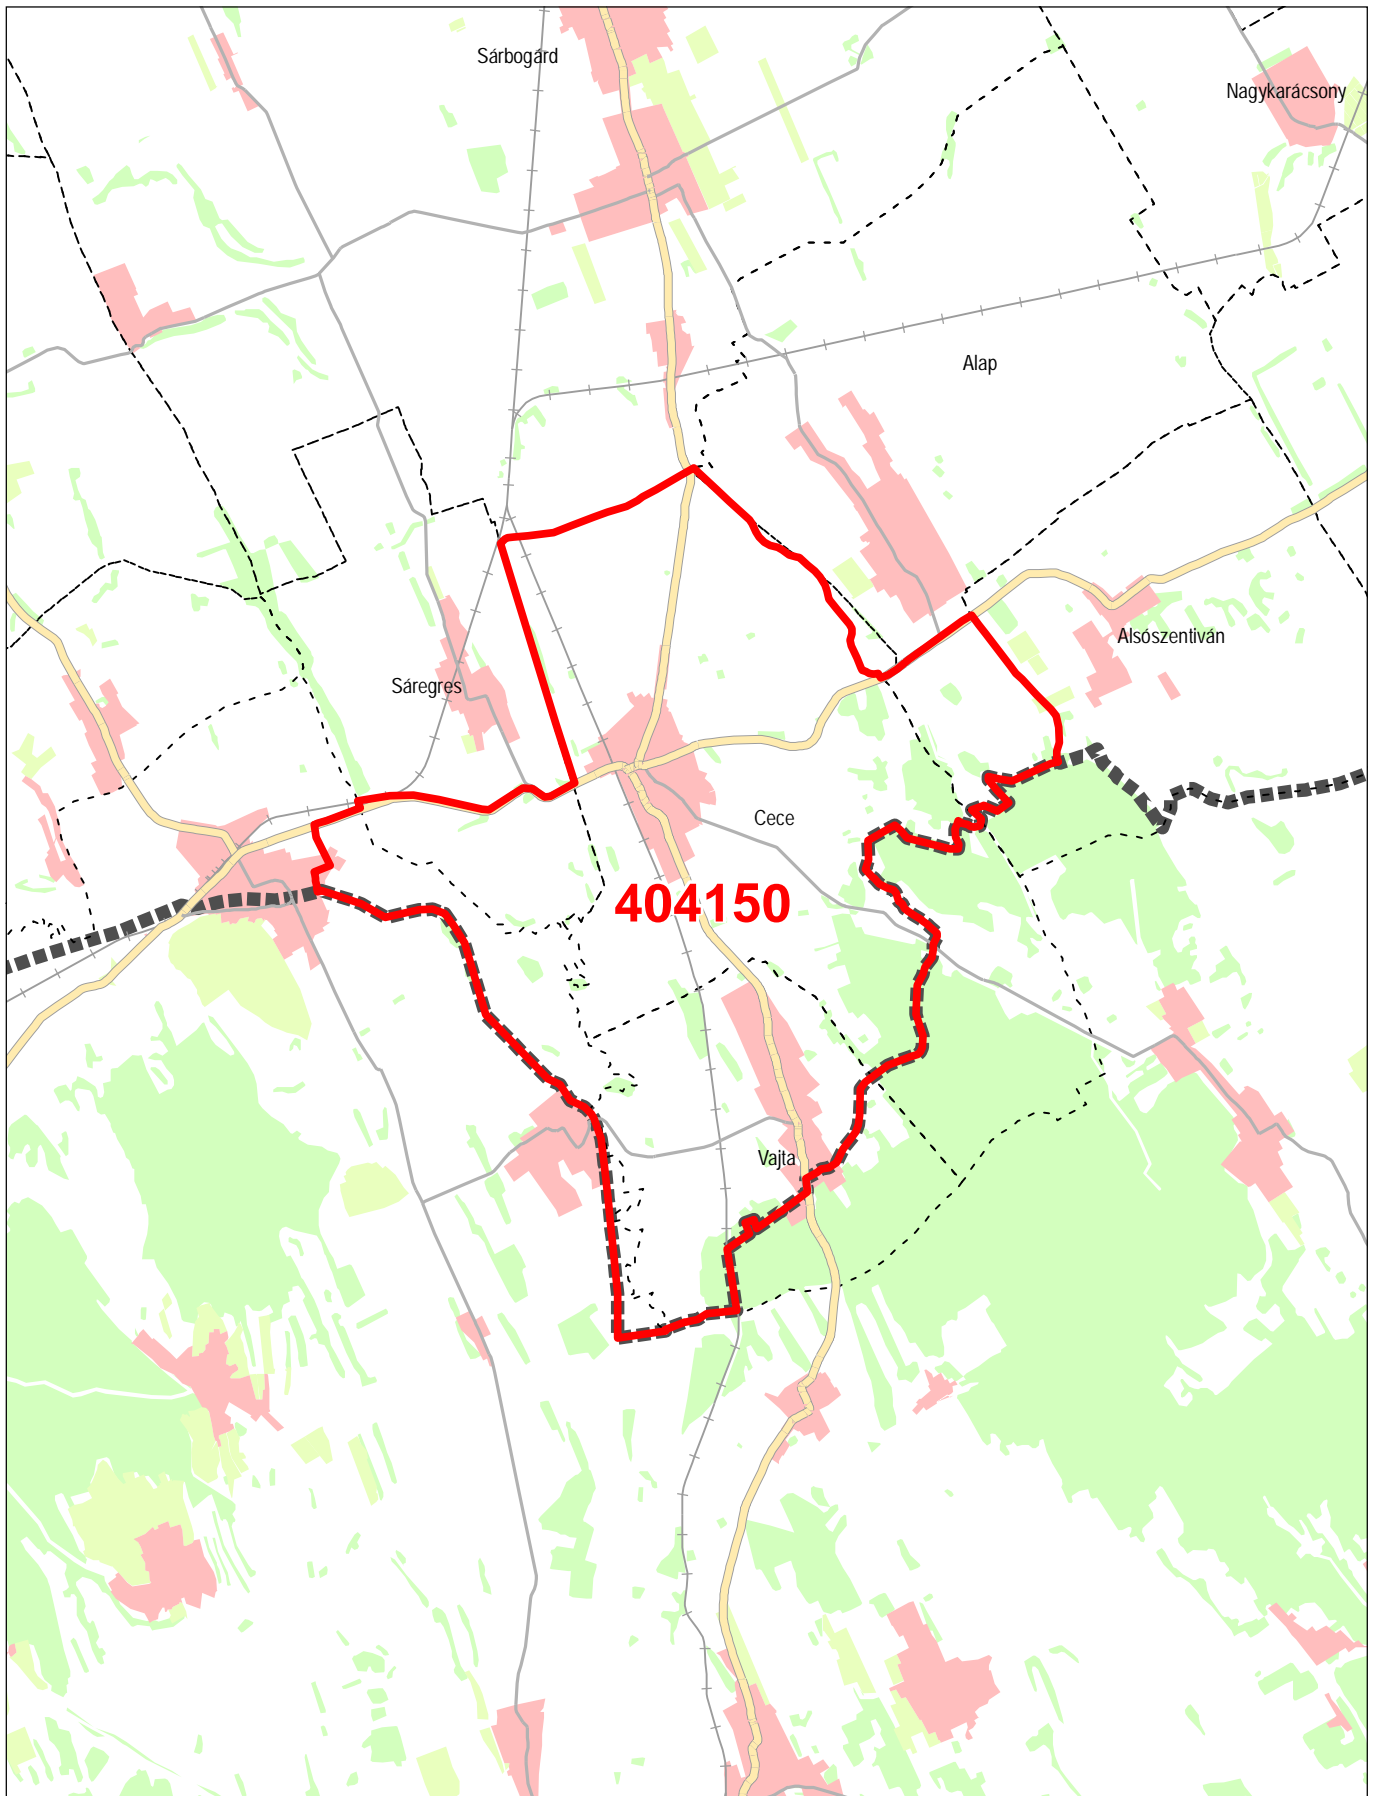 Sárbogárd
Nagykarácsony
Alap
Alsószentiván
Sáregres
Cece
404150
Vajta